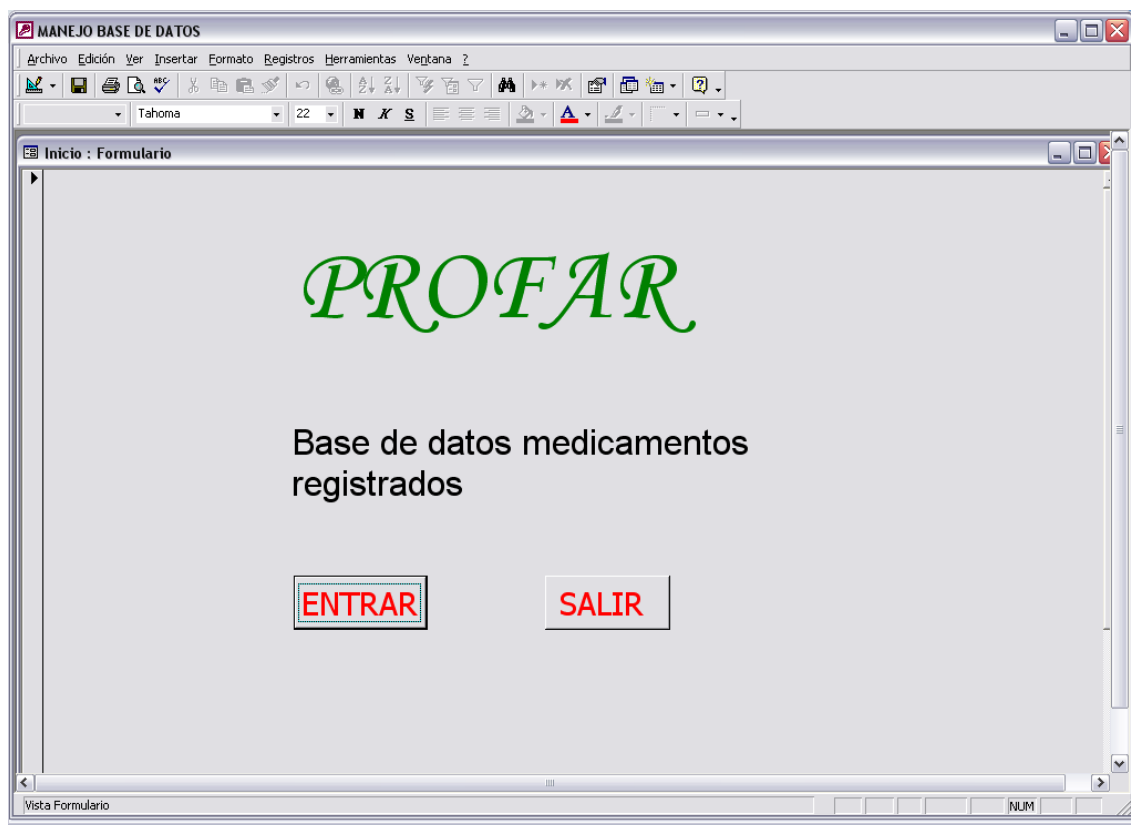 MANEJO BASE DE DATOS
Archivo Edición Ver Insertar Formato Registros Herramientas Ventana ?
Tahoma 22 N K S A
Inicio : Formulario
PROFAR
Base de datos medicamentos
registrados
ENTRAR SALIR
Vista Formulario NUM